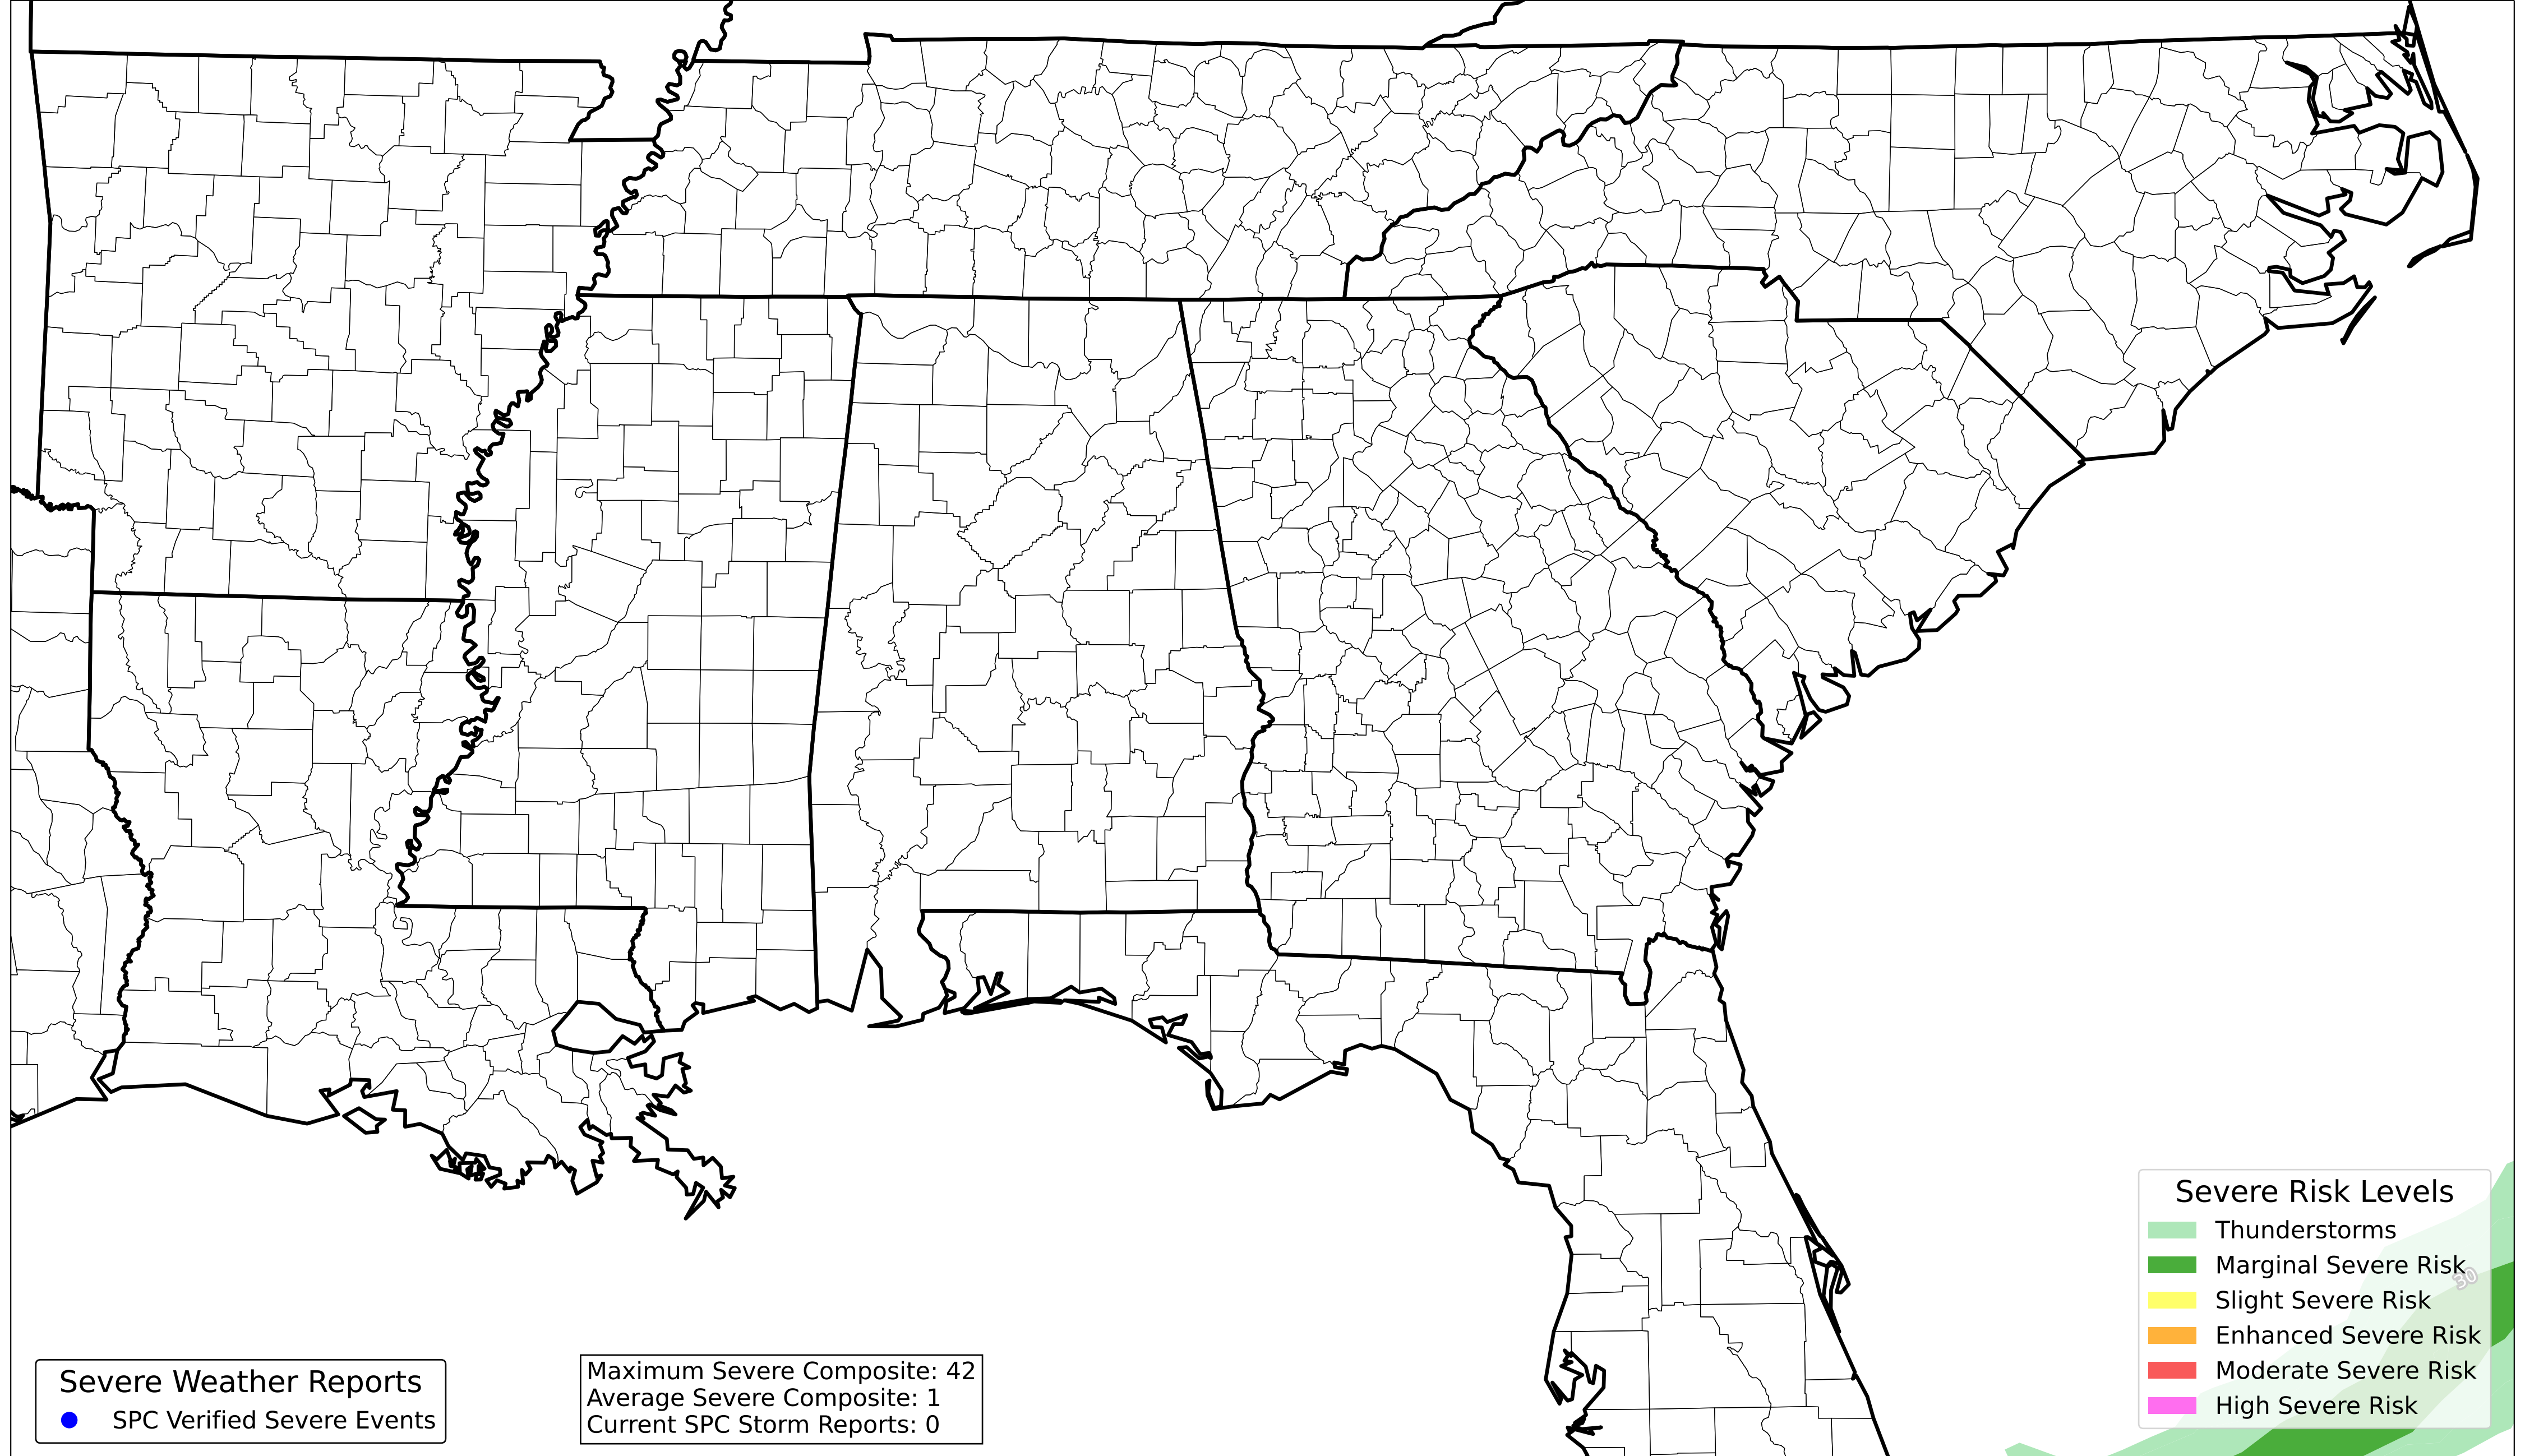 Severe Risk Levels
Thunderstorms
Marginal Severe Risk
30
Slight Severe Risk
Enhanced Severe Risk
Moderate Severe Risk
High Severe Risk
Severe Weather Reports
SPC Verified Severe Events
Maximum Severe Composite: 42
Average Severe Composite: 1
Current SPC Storm Reports: 0